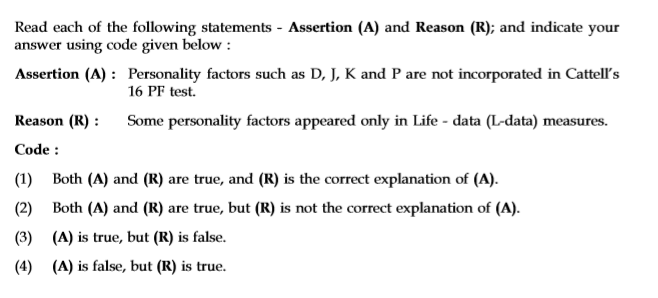 Read each of the following statements - Assertion (A) and Reason (R); and indicate your
answer using code given below :
Assertion (A) : Personality factors such as D, J, K and P are not incorporated in Cattell's
16 PF test.
Reason (R) : Some personality factors appeared only in Life - data (L-data) measures.
Code :
(1) Both (A) and (R) are true, and (R) is the correct explanation of (A).
(2) Both (A) and (R) are true, but (R) is not the correct explanation of (A).
(3) (A) is true, but (R) is false.
(4) (A) is false, but (R) is true.